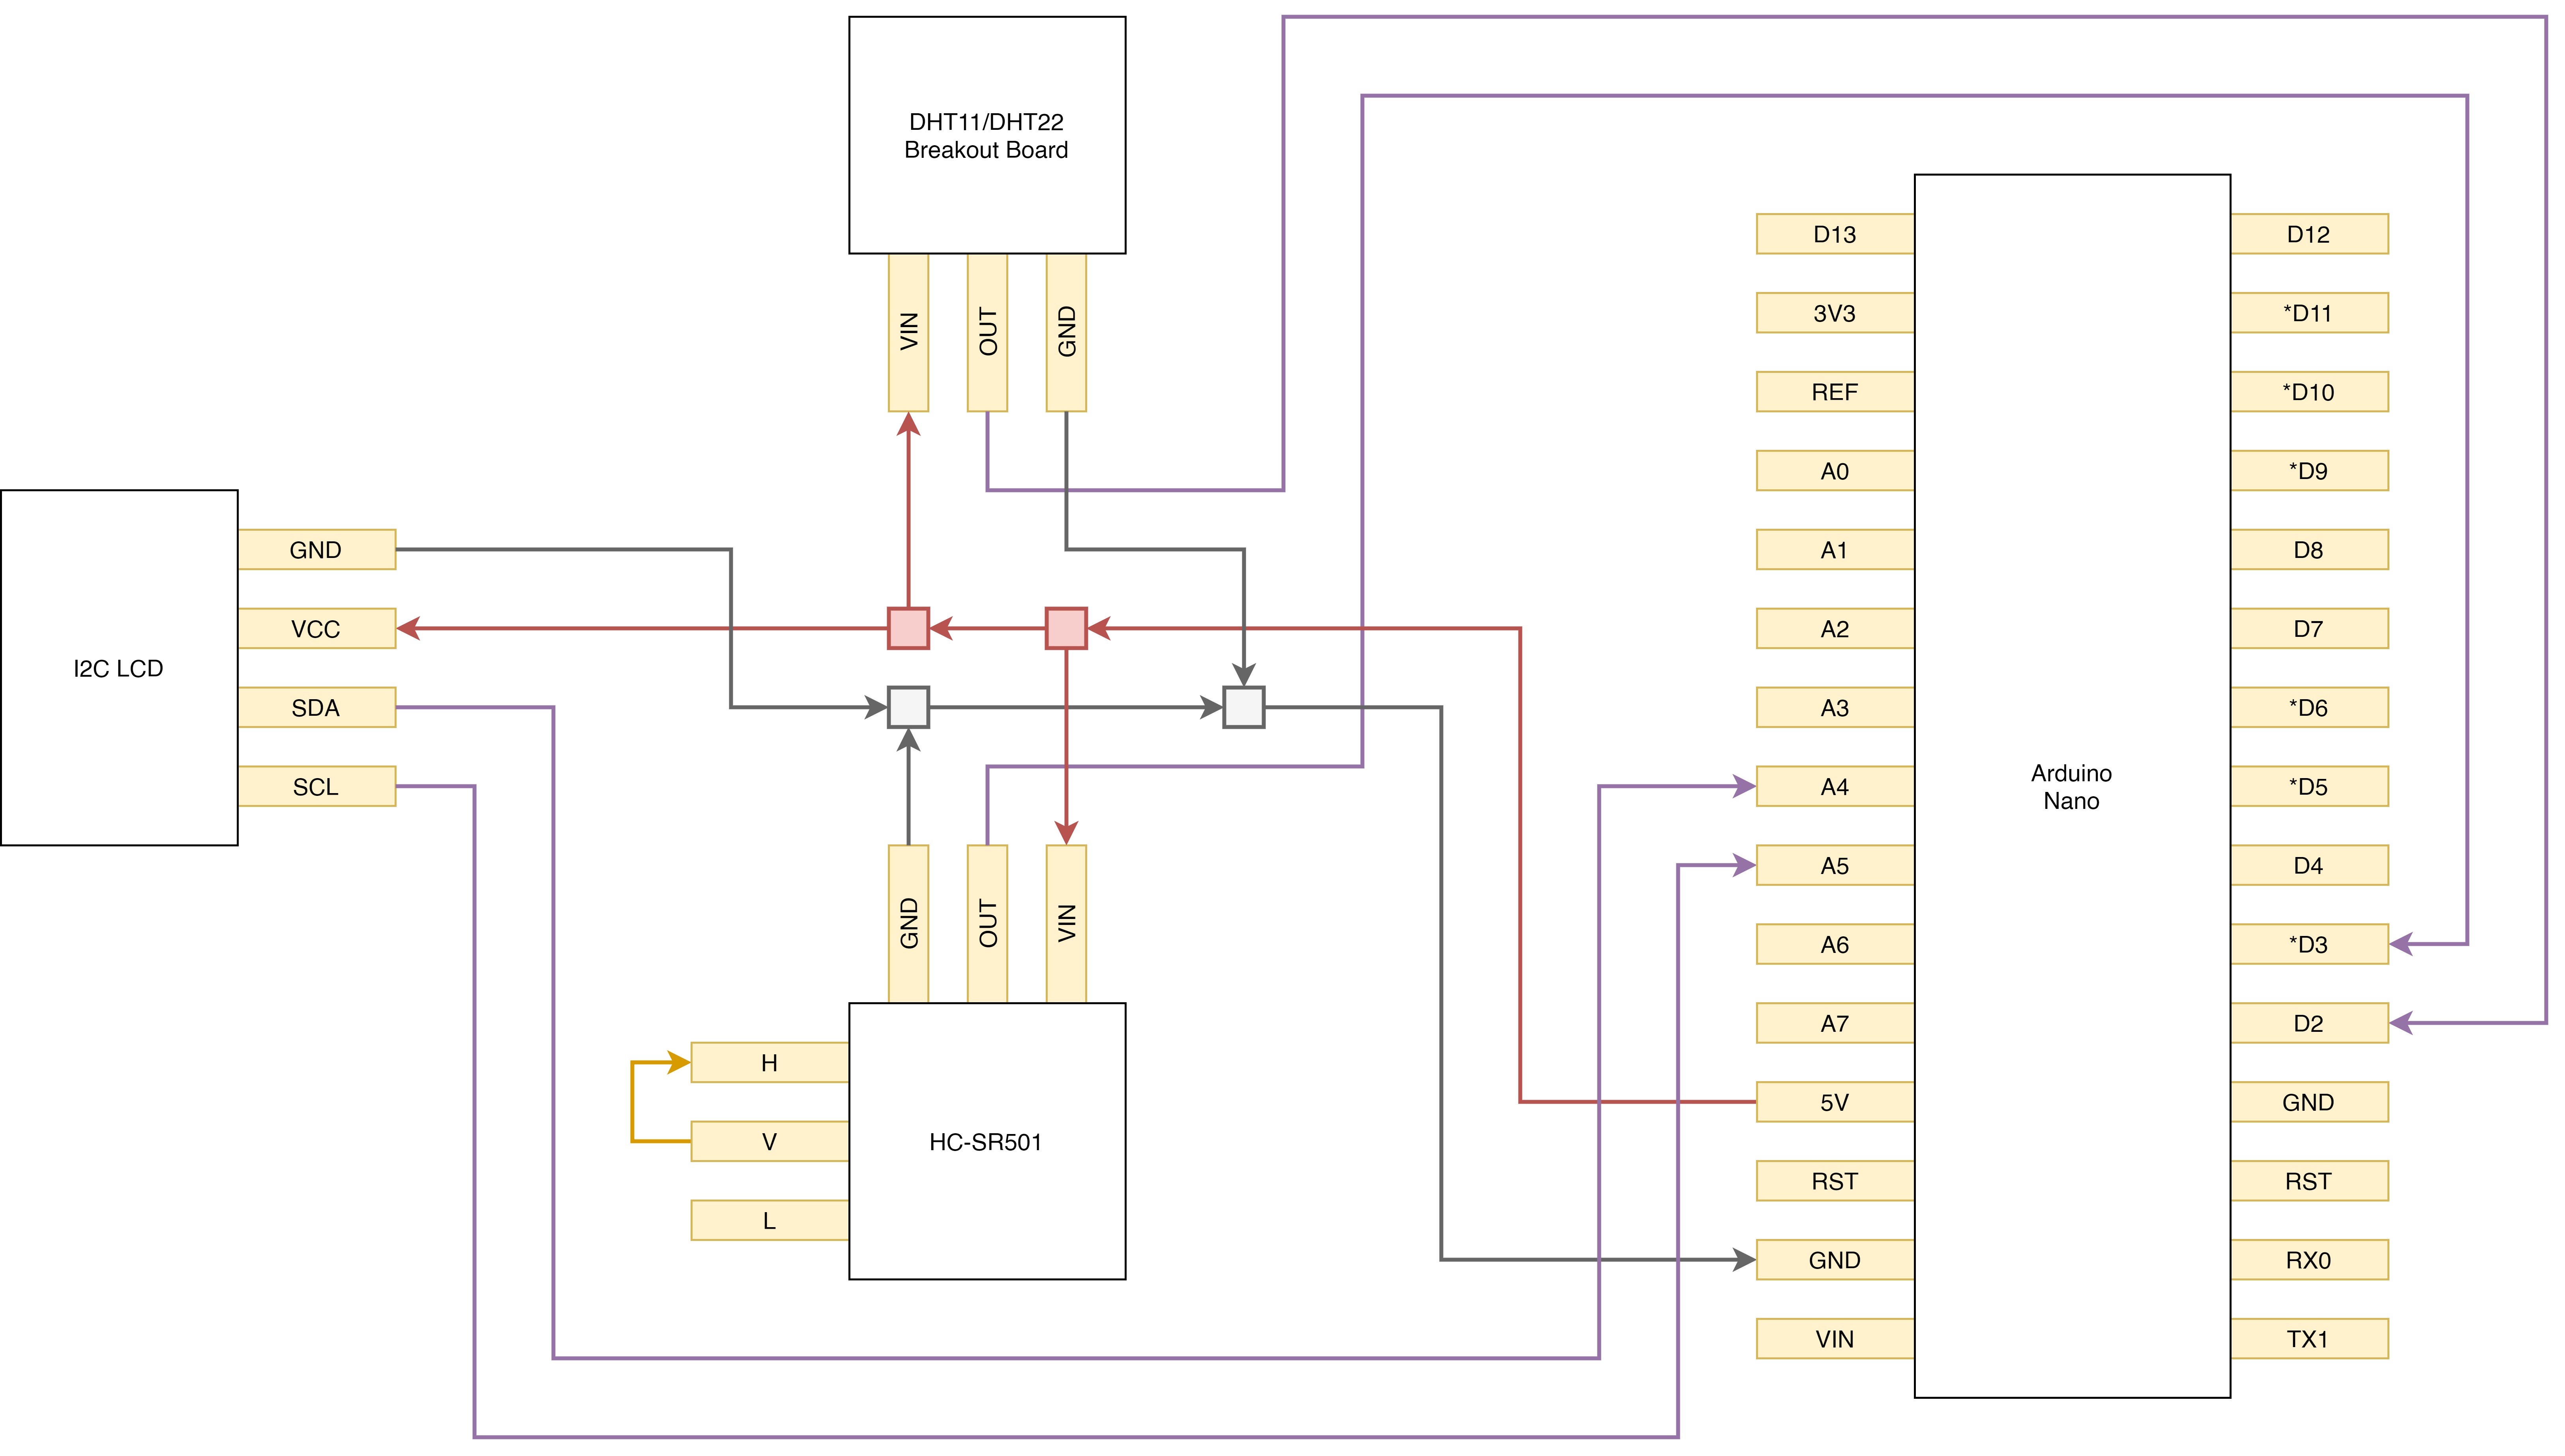 DHT11/DHT22
Breakout Board
VIN
OUT
GND
I2C LCD
GND
VCC
SDA
SCL
GND
OUT
VIN
H
V
L
HC-SR501
D13
3V3
REF
A0
A1
A2
A3
A4
A5
A6
A7
5V
RST
GND
VIN
Arduino
Nano
D12
*D11
*D10
*D9
D8
D7
*D6
*D5
D4
*D3
D2
GND
RST
RX0
TX1